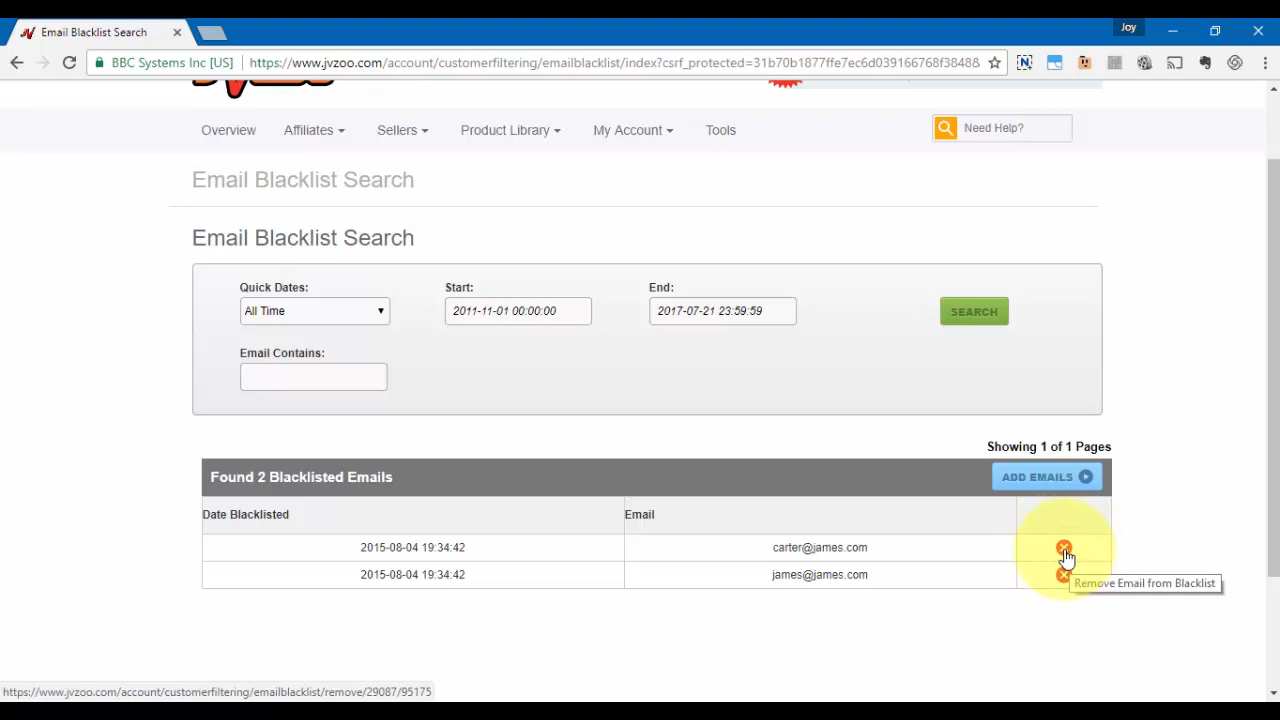 Email Blacklist Search
Joy
BBC Systems Inc [US]
https://www.jvzoo.com/account/customerfiltering/emailblacklist/index?csrf_protected=31b70b1877ffe7ec6d039166768f3848
Overview Affiliates Sellers Product Library My Account Tools
Need Help?
Email Blacklist Search
Email Blacklist Search
Quick Dates: Start: End:
All Time 2011-11-01 00:00:00 2017-07-21 23:59:59 SEARCH
Email Contains:
Showing 1 of 1 Pages
Found 2 Blacklisted Emails ADD EMAILS
Date Blacklisted Email
2015-08-04 19:34:42 carter@james.com
2015-08-04 19:34:42 james@james.com
Remove Email from Blacklist
https://www.jvzoo.com/account/customerfiltering/emailblacklist/remove/29087/95175